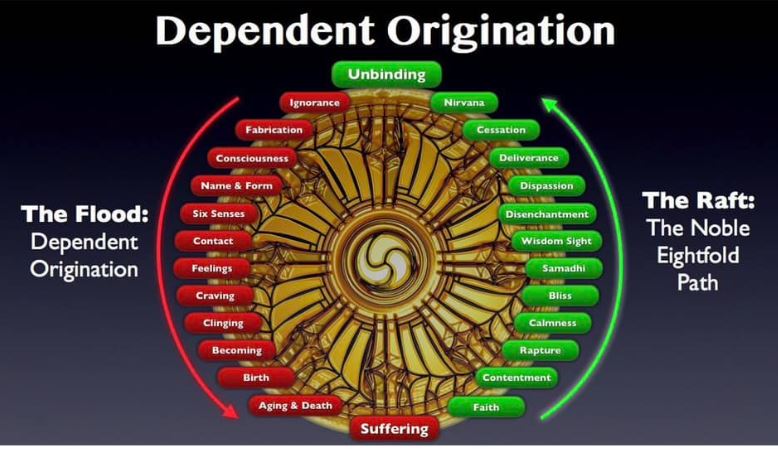 Dependent Origination
Unbinding
Ignorance
Fabrication
Consciousness
Name & Form
Six Senses
Contact
Feelings
Craving
Clinging
Becoming
Birth
Aging & Death
Suffering
Nirvana
Cessation
Deliverance
Dispassion
Disenchantment
Wisdom Sight
Samadhi
Bliss
Calmness
Rapture
Contentment
Faith
The Flood:
Dependent
Origination
The Raft:
The Noble
Eightfold
Path